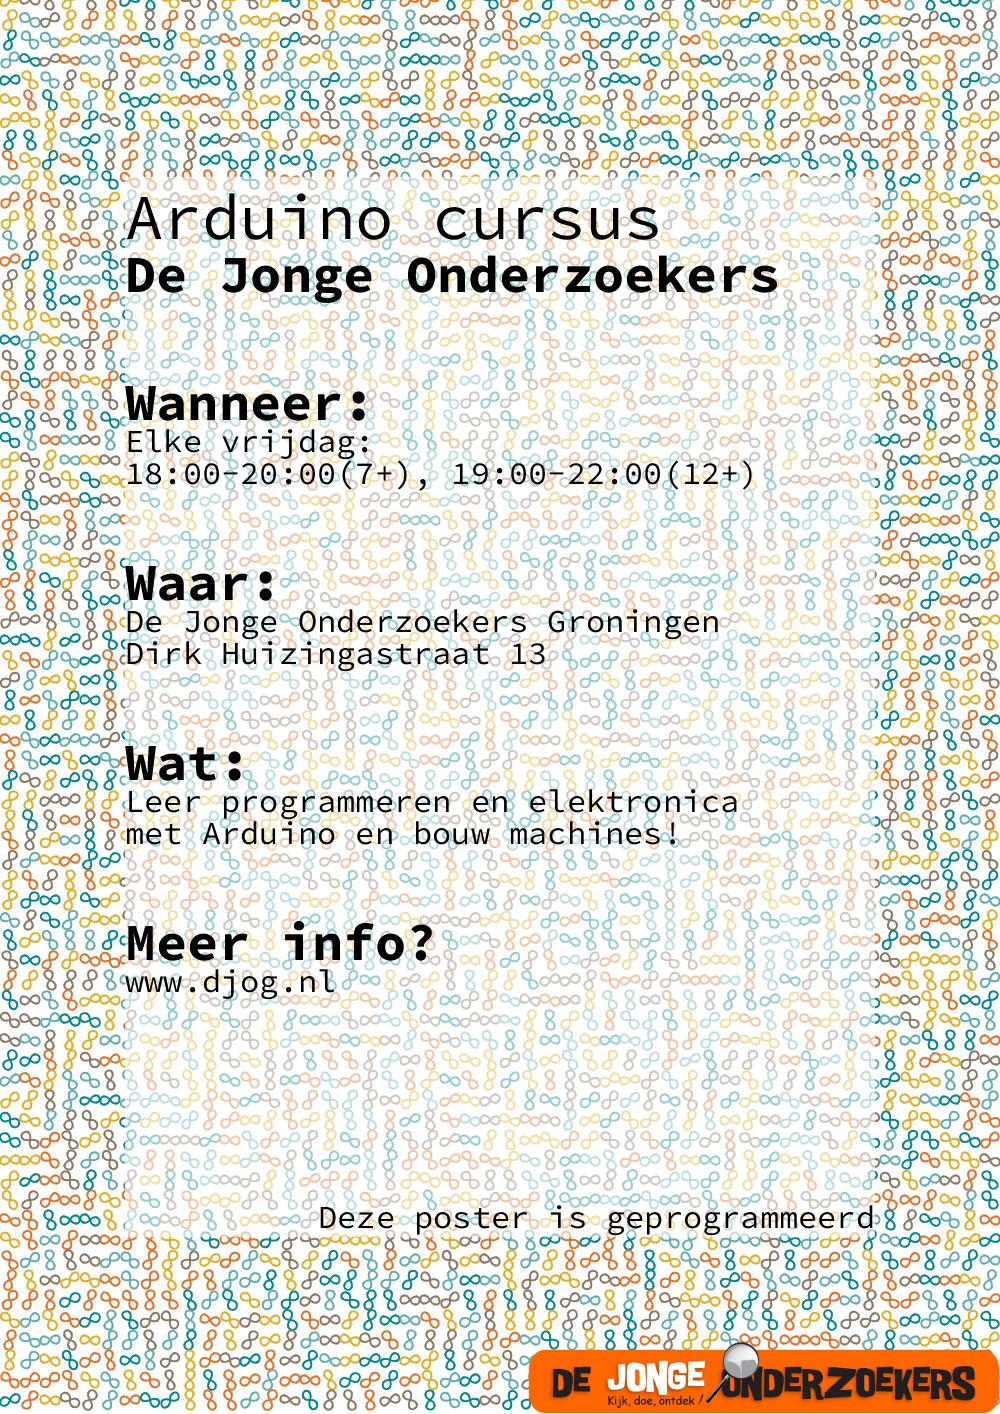 Arduino cursus
De Jonge Onderzoekers
Wanneer:
Elke vrijdag:
18:00-20:00(7+), 19:00-22:00(12+)
Waar:
De Jonge Onderzoekers Groningen
Dirk Huizingastraat 13
Wat:
Leer programmeren en elektronica
met Arduino en bouw machines!
Meer info?
www.djog.nl
Deze poster is geprogrammeerd
DE JONGE ONDERZOEKERS
Kijk, doe, ontdek!